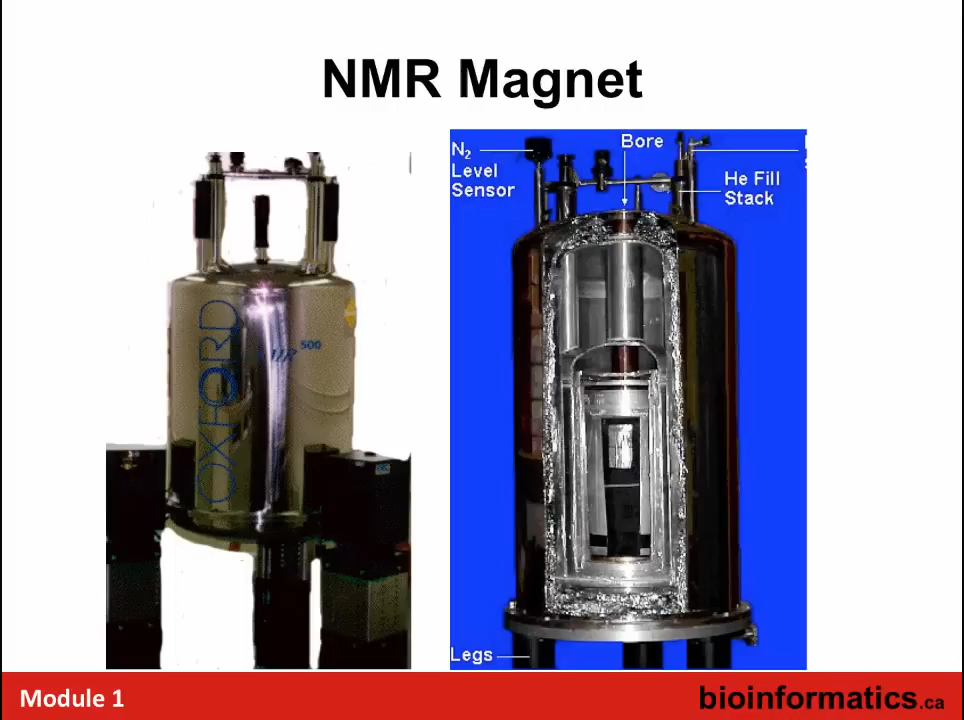 NMR Magnet
N₂
Level
Sensor
Bore
He Fill
Stack
OXFORD
500
Legs
Module 1
bioinformatics.ca